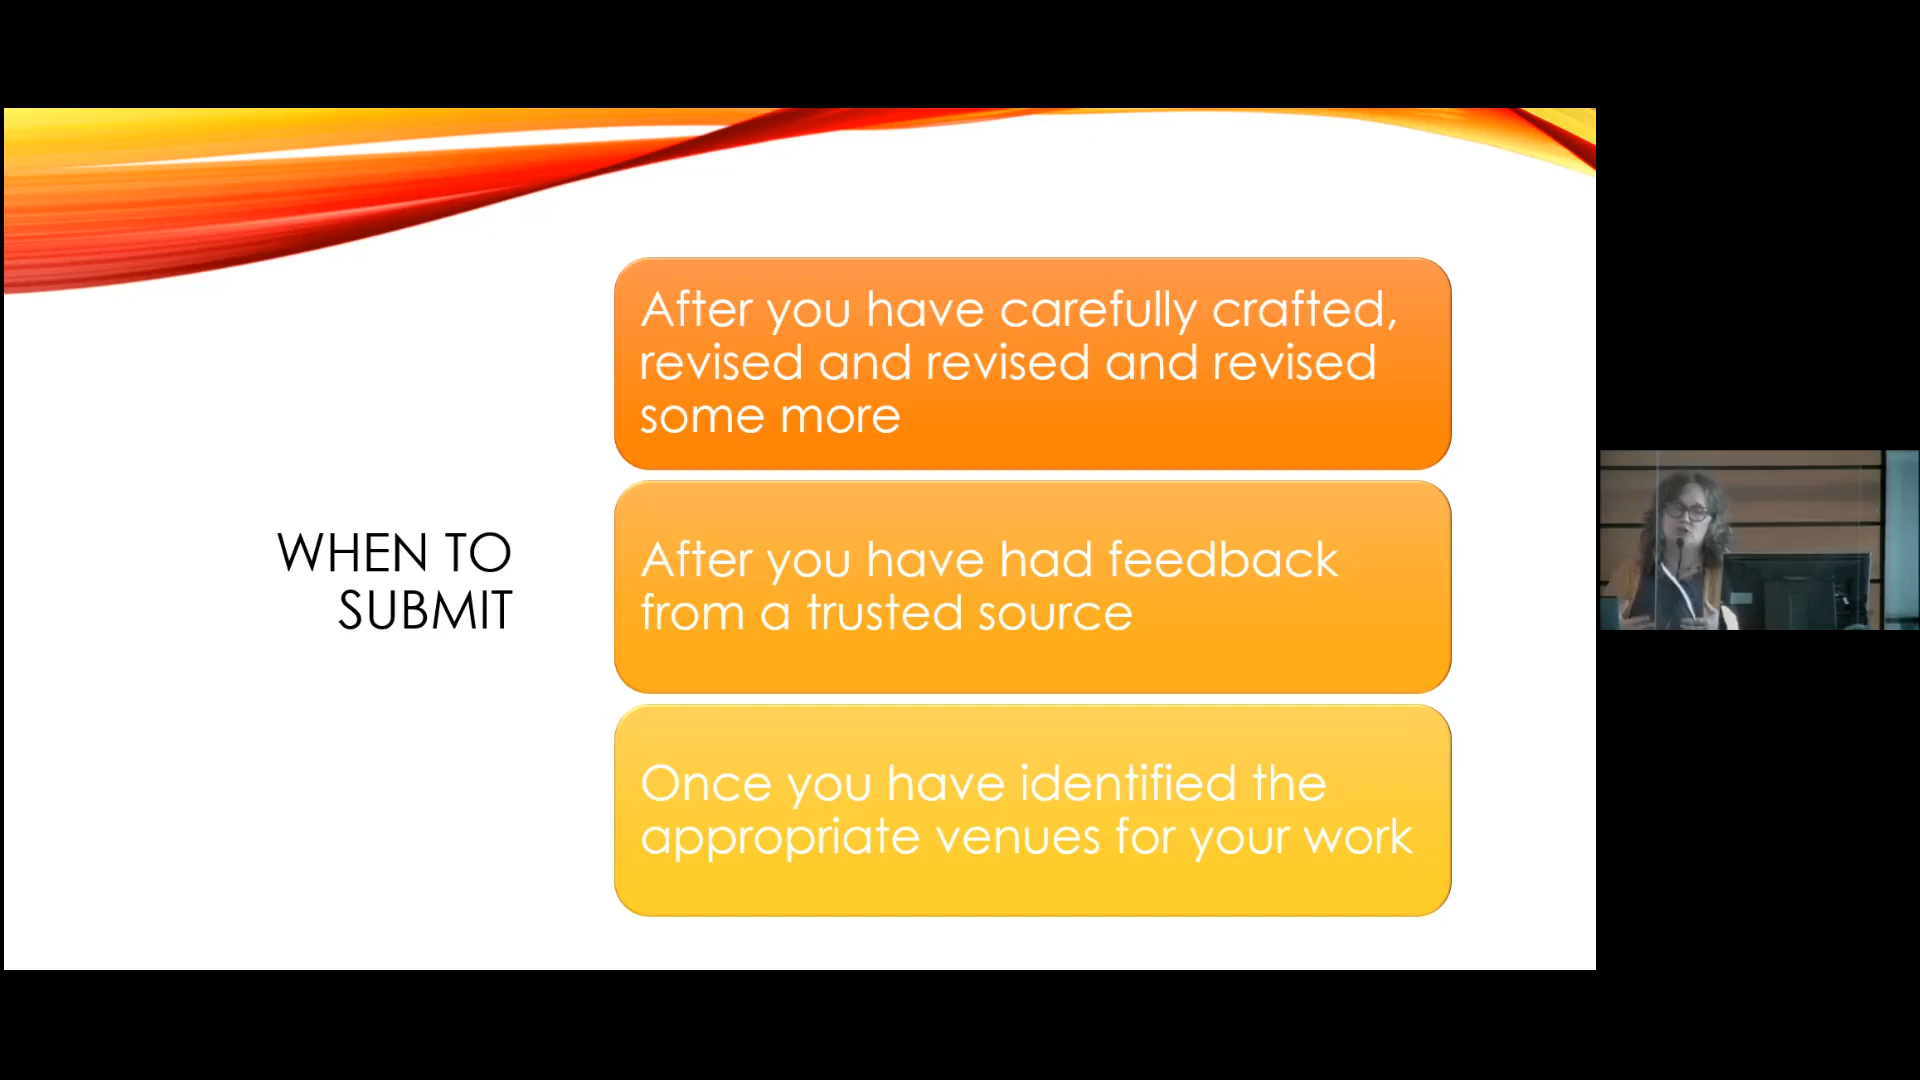 WHEN TO
SUBMIT
After you have carefully crafted,
revised and revised and revised
some more
After you have had feedback
from a trusted source
Once you have identified the
appropriate venues for your work